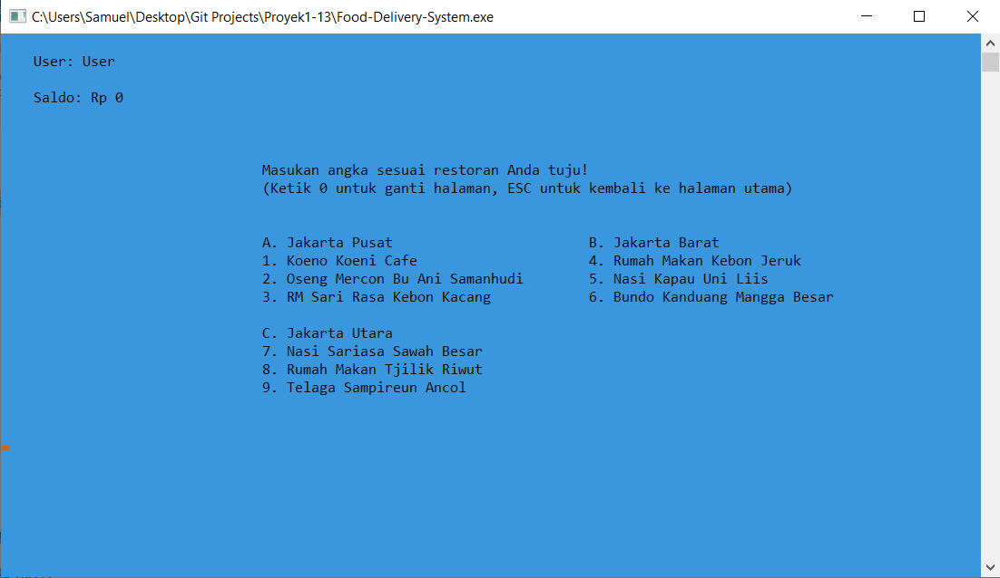 C:\Users\Samuel\Desktop\Git Projects\Proyek1-13\Food-Delivery-System.exe
User: User
Saldo: Rp 0
Masukan angka sesuai restoran Anda tuju!
(Ketik 0 untuk ganti halaman, ESC untuk kembali ke halaman utama)
A. Jakarta Pusat
1. Koeno Koeni Cafe
2. Oseng Mercon Bu Ani Samanhudi
3. RM Sari Rasa Kebon Kacang
B. Jakarta Barat
4. Rumah Makan Kebon Jeruk
5. Nasi Kapau Uni Liis
6. Bundo Kanduang Mangga Besar
C. Jakarta Utara
7. Nasi Sariasa Sawah Besar
8. Rumah Makan Tjilik Riwut
9. Telaga Sampireun Ancol